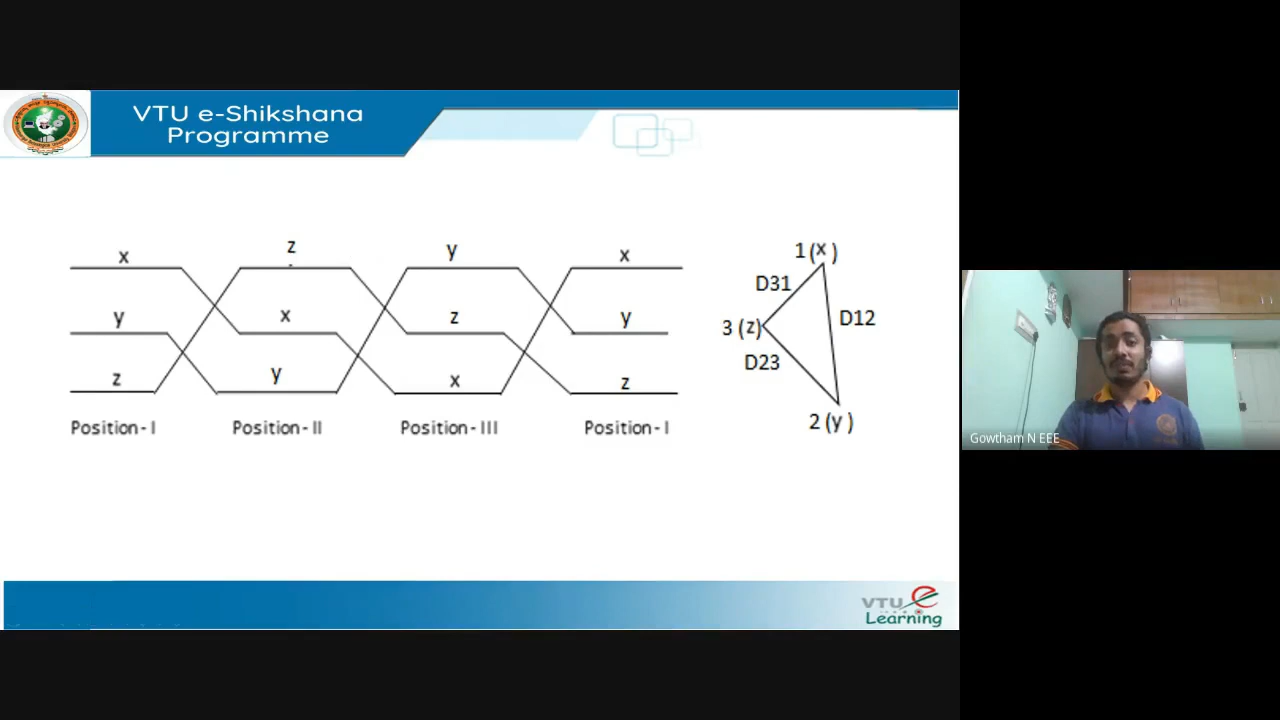 VTU e-Shikshana
Programme
x
z
y
x
y
x
z
y
z
y
x
z
Position - I
Position - II
Position - III
Position - I
1 (x)
D31
3 (z)
D12
D23
2 (y)
Gowtham N EEE
VTU e
Learning